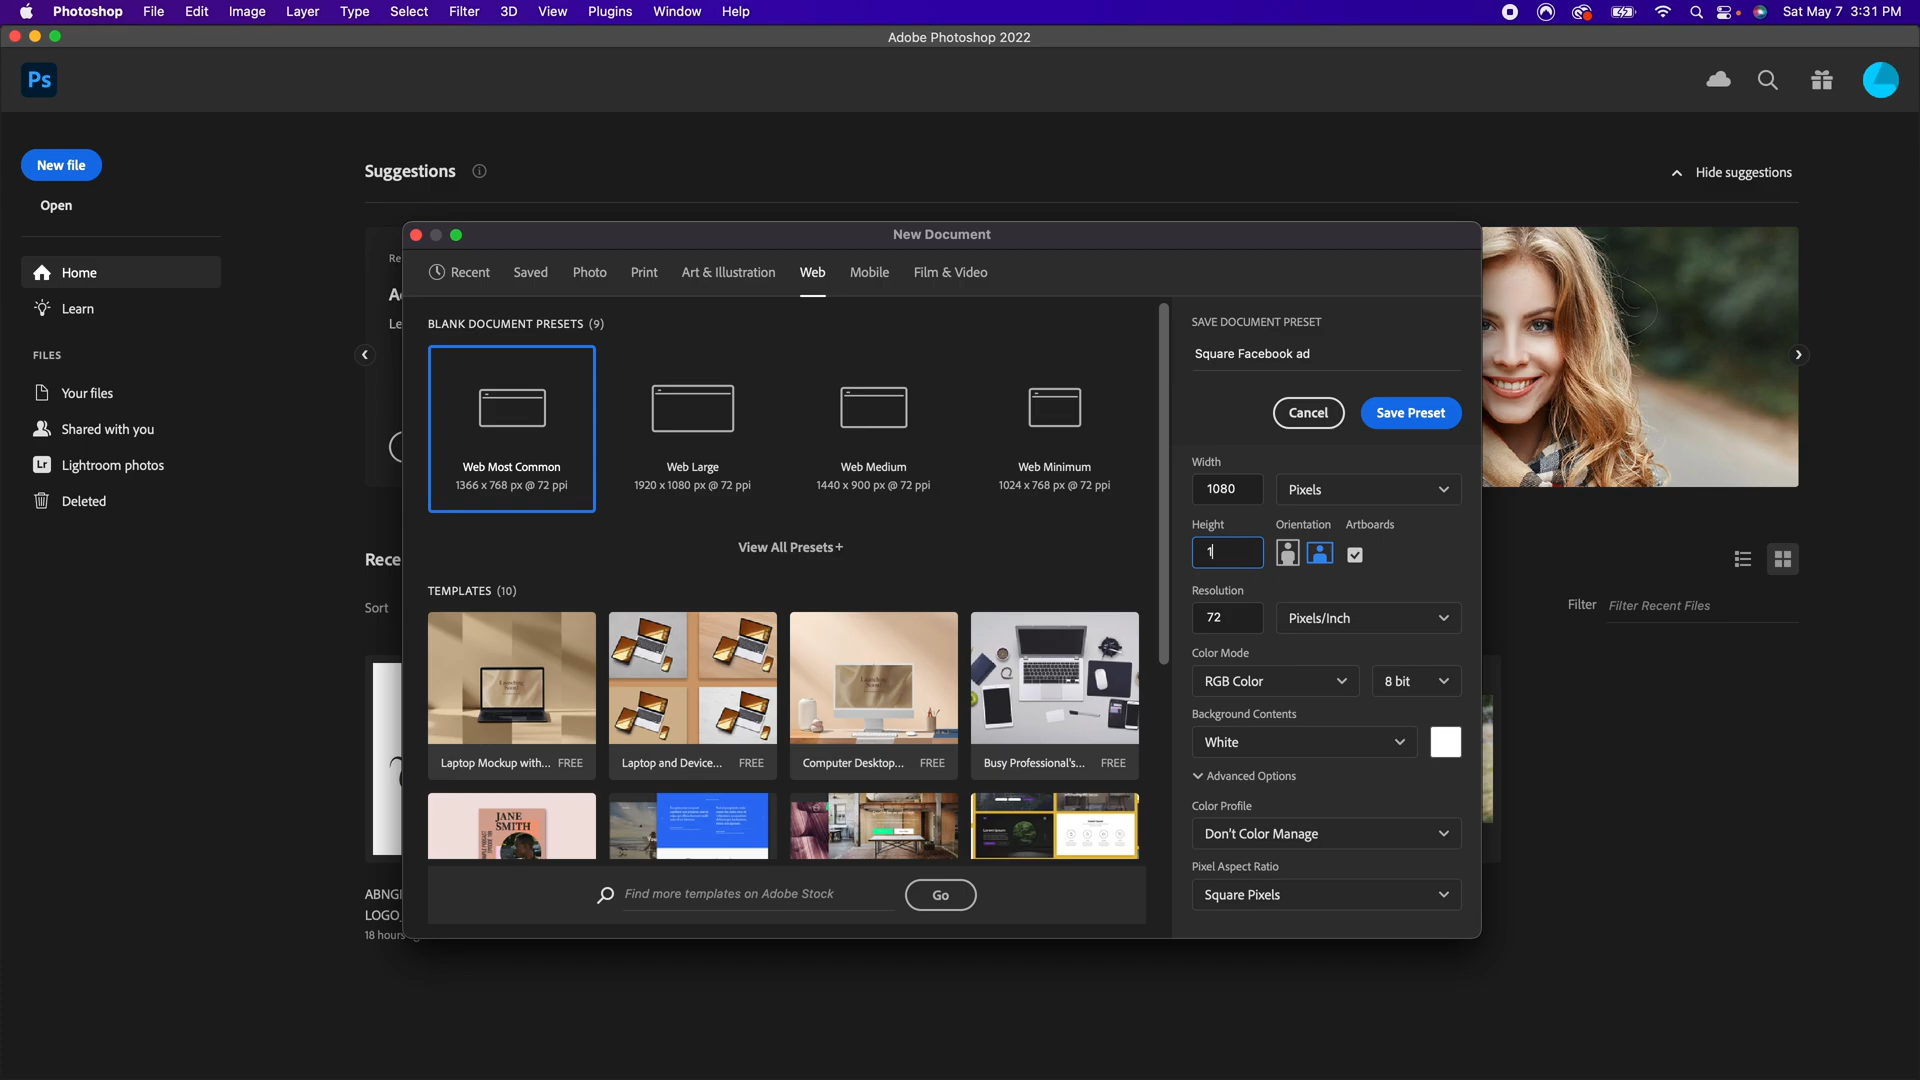 Photoshop File Edit Image Layer Type Select Filter 3D View Plugins Window Help Sat May 7 3:31 PM
Adobe Photoshop 2022
Ps
New file
Open
Home
Learn
FILES
Your files
Shared with you
Lr Lightroom photos
Deleted
Suggestions
Hide suggestions
Re
A
Le
Rece
Sort
Filter Filter Recent Files
ABNGI
LOGO_
18 hours
New Document
Recent Saved Photo Print Art & Illustration Web Mobile Film & Video
BLANK DOCUMENT PRESETS (9)
Web Most Common
1366 x 768 px @ 72 ppi
Web Large
1920 x 1080 px @ 72 ppi
Web Medium
1440 x 900 px @ 72 ppi
Web Minimum
1024 x 768 px @ 72 ppi
View All Presets+
TEMPLATES (10)
Laptop Mockup with... FREE
Laptop and Device... FREE
Computer Desktop... FREE
Busy Professional's... FREE
JANE
SMITH
Find more templates on Adobe Stock
Go
SAVE DOCUMENT PRESET
Square Facebook ad
Cancel Save Preset
Width
1080 Pixels
Height Orientation Artboards
1
Resolution
72 Pixels/Inch
Color Mode
RGB Color 8 bit
Background Contents
White
Advanced Options
Color Profile
Don't Color Manage
Pixel Aspect Ratio
Square Pixels